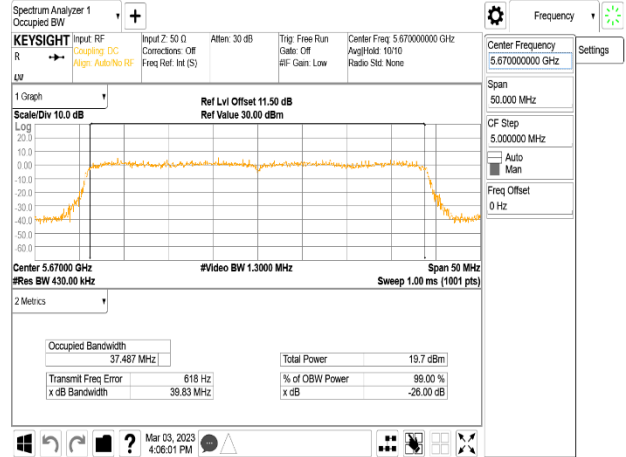 Spectrum Analyzer 1
Occupied BW
+
KEYSIGHT
R
Input: RF
Coupling: DC
Align: Auto/No RF
Input Z: 50 Ω
Corrections: Off
Freq Ref: Int (S)
Atten: 30 dB
Trig: Free Run
Gate: Off
#IF Gain: Low
Center Freq: 5.670000000 GHz
Avg|Hold: 10/10
Radio Std: None
1 Graph
Scale/Div 10.0 dB
Ref Lvl Offset 11.50 dB
Ref Value 30.00 dBm
Log
20.0
10.0
0.00
-10.0
-20.0
-30.0
-40.0
-50.0
-60.0
Center 5.67000 GHz
#Res BW 430.00 kHz
#Video BW 1.3000 MHz
Span 50 MHz
Sweep 1.00 ms (1001 pts)
2 Metrics
Occupied Bandwidth
37.487 MHz
Transmit Freq Error 618 Hz
x dB Bandwidth 39.83 MHz
Total Power 19.7 dBm
% of OBW Power 99.00 %
x dB -26.00 dB
?
Mar 03, 2023
4:06:01 PM
Frequency
Settings
Center Frequency
5.670000000 GHz
Span
50.000 MHz
CF Step
5.000000 MHz
Auto
Man
Freq Offset
0 Hz